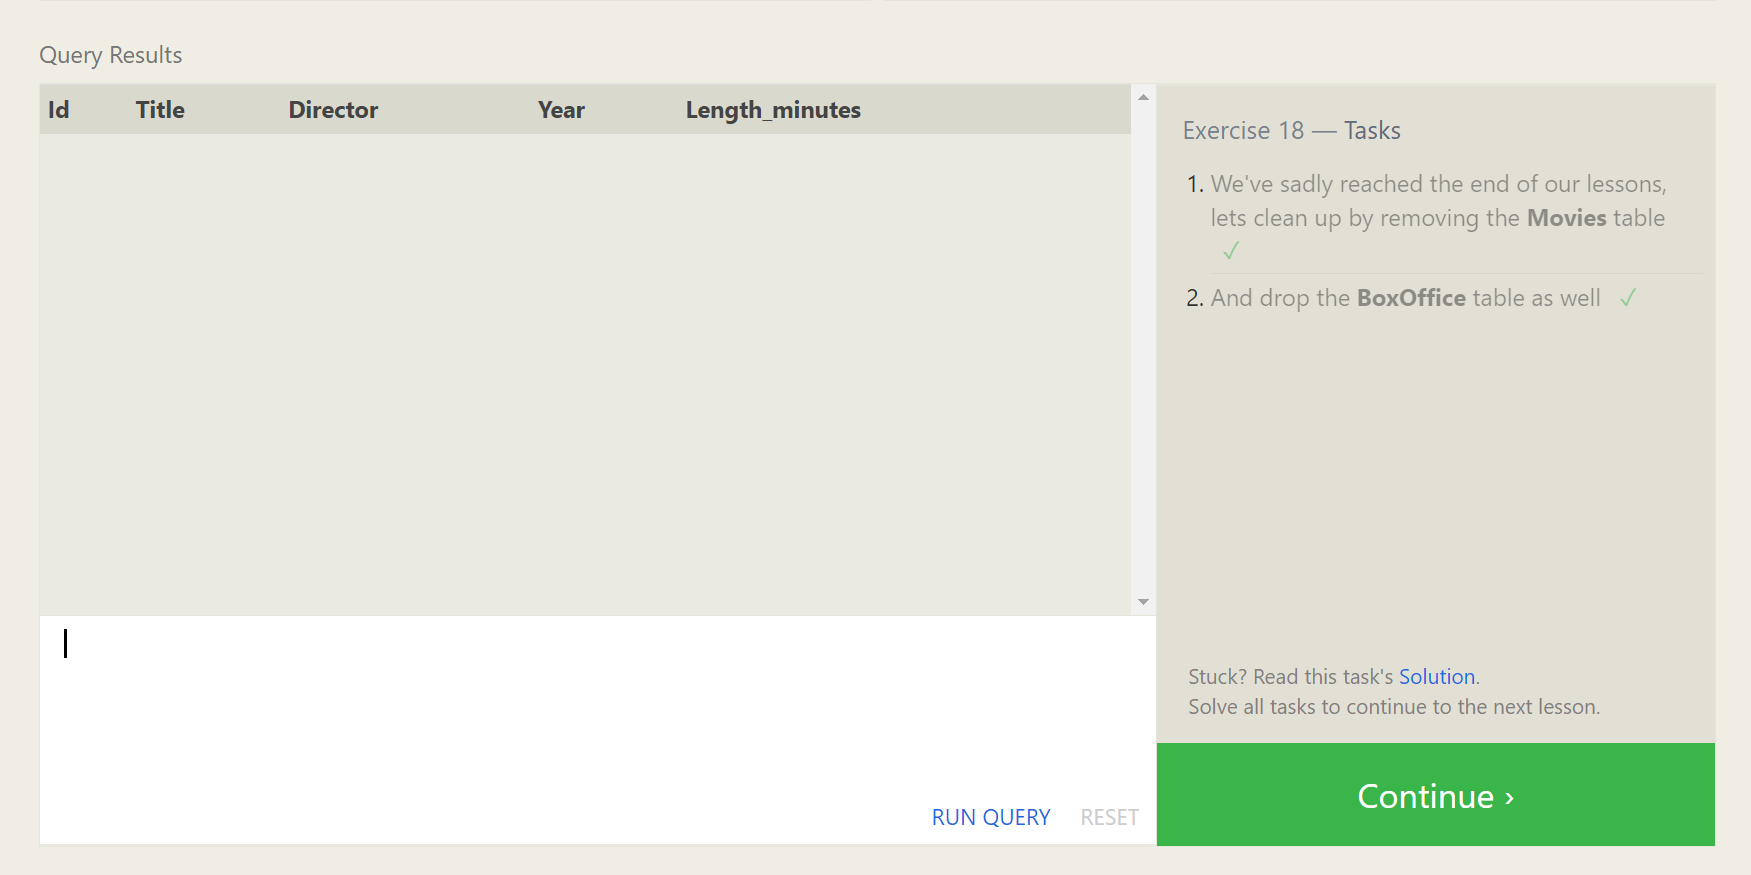 Query Results
Id Title Director Year Length_minutes
Exercise 18 — Tasks
1. We've sadly reached the end of our lessons,
lets clean up by removing the Movies table
✓
2. And drop the BoxOffice table as well ✓
Stuck? Read this task's Solution.
Solve all tasks to continue to the next lesson.
RUN QUERY RESET
Continue ›